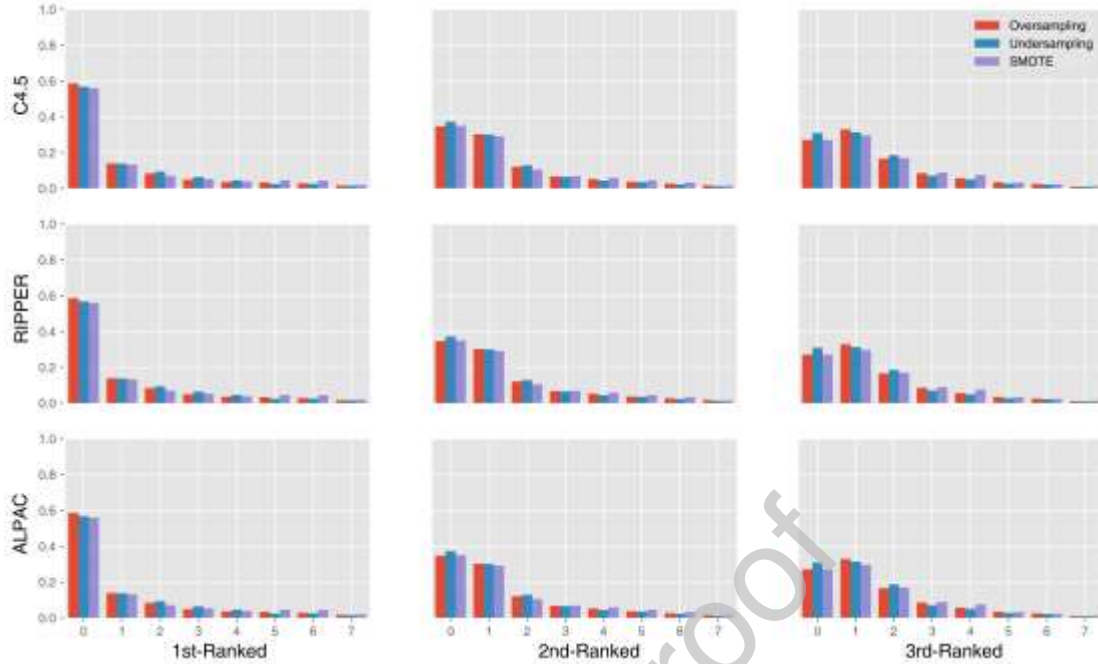 1.0
0.8
0.6
0.4
0.2
0.0
C4.5
Oversampling
Undersampling
SMOTE
1.0
0.8
0.6
0.4
0.2
0.0
RIPPER
1.0
0.8
0.6
0.4
0.2
0.0
ALPAC
0 1 2 3 4 5 6 7
0 1 2 3 4 5 6 7
0 1 2 3 4 5 6 7
1st-Ranked
2nd-Ranked
3rd-Ranked
roof